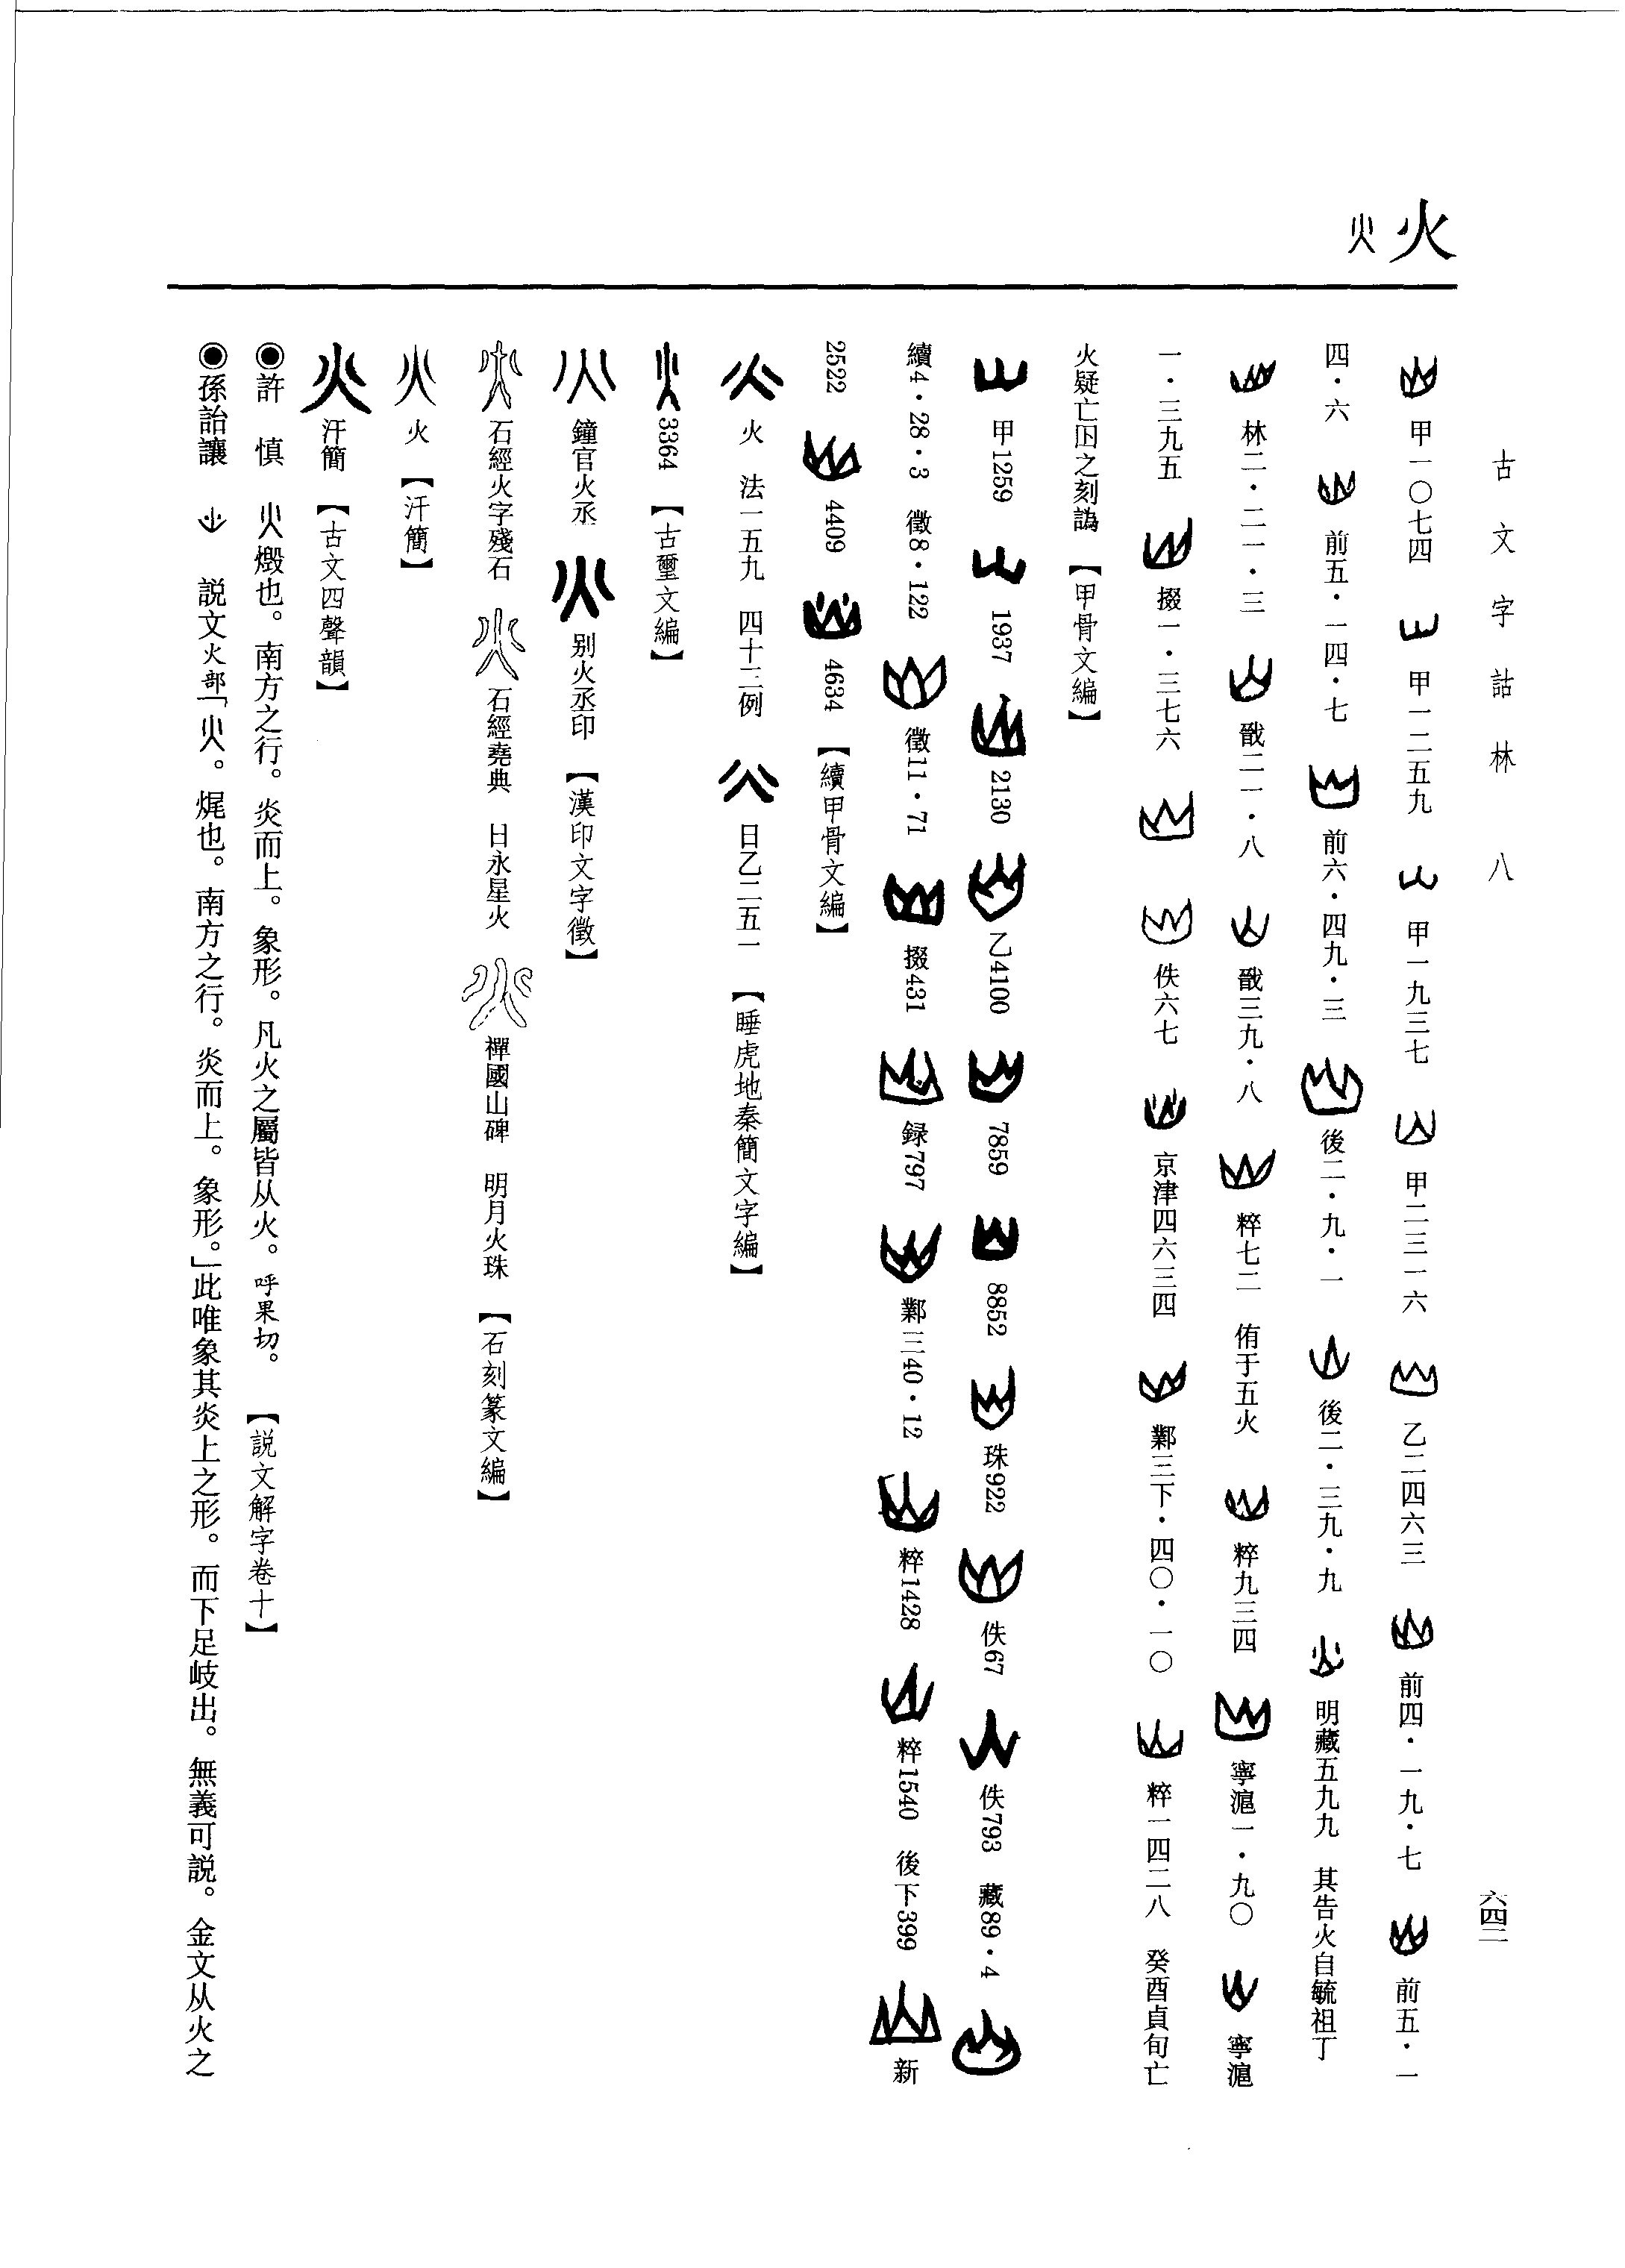 古文字詁林 八
六四二
火
甲一〇七四 甲一二五九 甲一九三七 甲二三一六 乙二四六三 前四·一九·七 前五·一
四·六 前五·一四·七 前六·四九·三 後二·九·一 後二·三九·九 明藏五九九 其告火自毓祖丁
林二·二一·三 戩二一·八 戩三九·八 粹七二 侑于五火 粹九三四 寧滬一·九〇 寧滬
一·三九五 掇一·三七六 佚六七 京津四六三四 鄴三下·四〇·一〇 粹一四二八 癸酉貞旬亡
火疑亡囙之刻譌 【甲骨文編】
甲1259 1937 2130 乙4100 7859 8852 珠922 佚67 佚793 藏89·4
續4·28·3 徵8·122 徵11·71 掇431 録797 鄴三40·12 粹1428 粹1540 後下399 新
2522 4409 4634 【續甲骨文編】
火 法一五九 四十三例 日乙二五一 【睡虎地秦簡文字編】
3364 【古璽文編】
鐘官火丞 别火丞印 【漢印文字徵】
石經火字殘石 石經堯典 日永星火 禪國山碑 明月火珠 【石刻篆文編】
火 【汗簡】
汗簡 【古文四聲韻】
◉許 慎 火燬也。南方之行。炎而上。象形。凡火之屬皆从火。呼果切。 【説文解字卷十】
◉孫詒讓 説文火部「火。焜也。南方之行。炎而上。象形。」此唯象其炎上之形。而下足岐出。無義可説。金文从火之